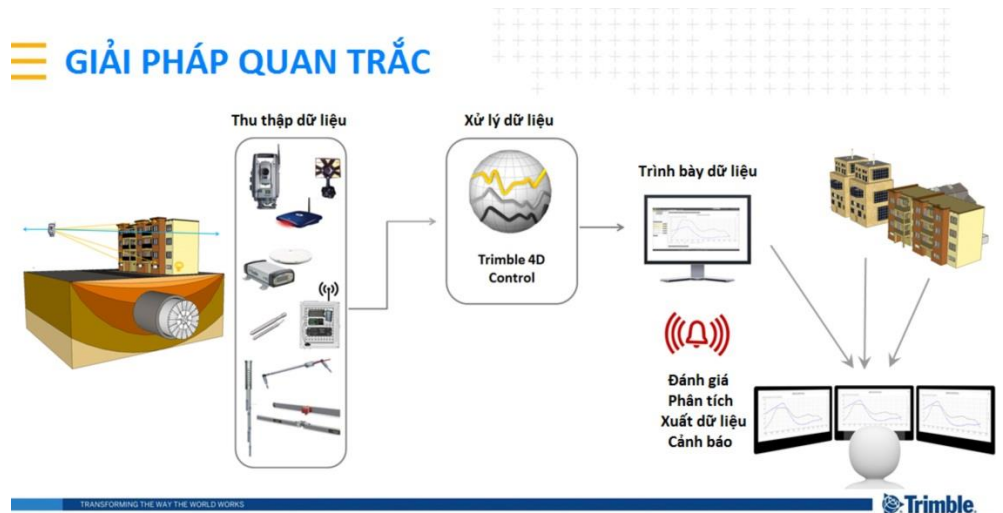 GIẢI PHÁP QUAN TRẮC
Thu thập dữ liệu
Xử lý dữ liệu
Trimble 4D
Control
Trình bày dữ liệu
Đánh giá
Phân tích
Xuất dữ liệu
Cảnh báo
TRANSFORMING THE WAY THE WORLD WORKS
Trimble.